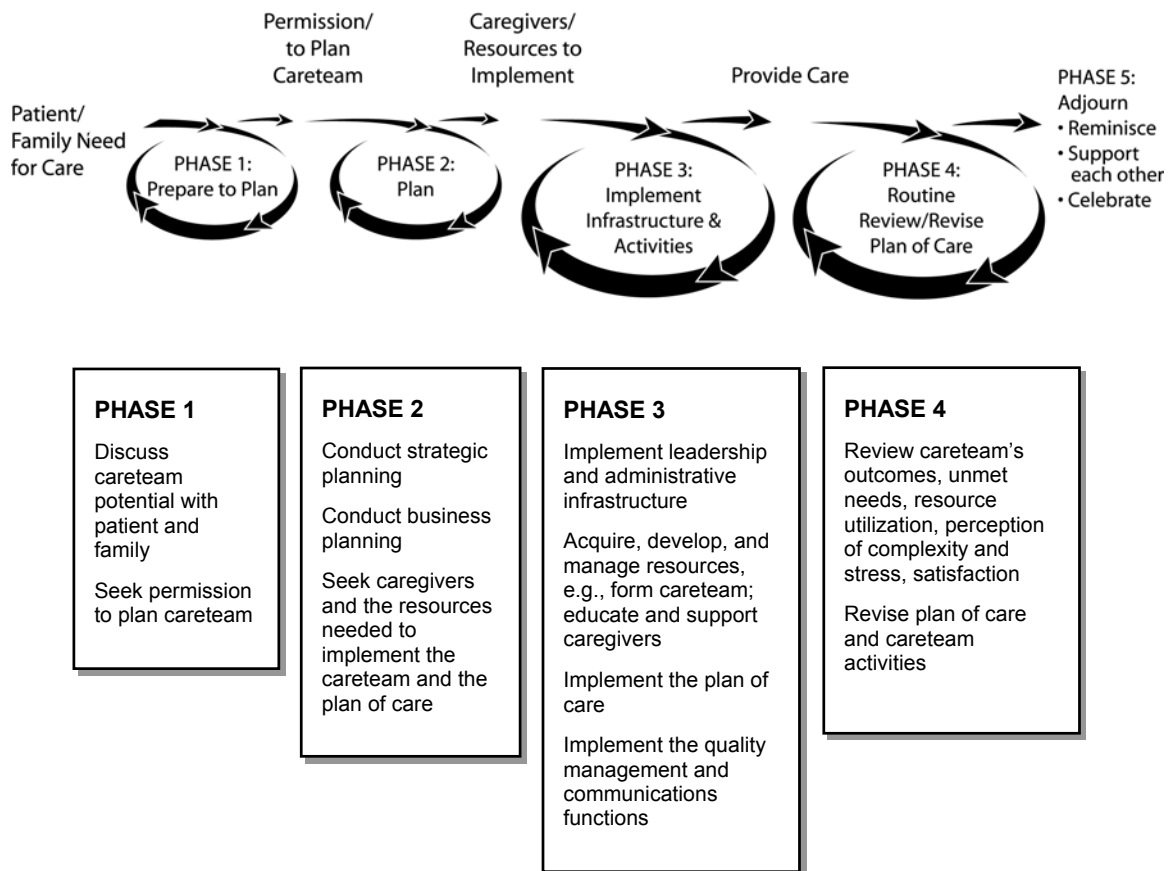 Patient/
Family Need
for Care
Permission/
to Plan
Careteam
Caregivers/
Resources to
Implement
Provide Care
PHASE 1:
Prepare to Plan
PHASE 2:
Plan
PHASE 3:
Implement
Infrastructure &
Activities
PHASE 4:
Routine
Review/Revise
Plan of Care
PHASE 5:
Adjourn
• Reminisce
• Support
each other
• Celebrate
PHASE 1
Discuss
careteam
potential with
patient and
family
Seek permission
to plan careteam
PHASE 2
Conduct strategic
planning
Conduct business
planning
Seek caregivers
and the resources
needed to
implement the
careteam and the
plan of care
PHASE 3
Implement leadership
and administrative
infrastructure
Acquire, develop, and
manage resources,
e.g., form careteam;
educate and support
caregivers
Implement the plan of
care
Implement the quality
management and
communications
functions
PHASE 4
Review careteam’s
outcomes, unmet
needs, resource
utilization, perception
of complexity and
stress, satisfaction
Revise plan of care
and careteam
activities